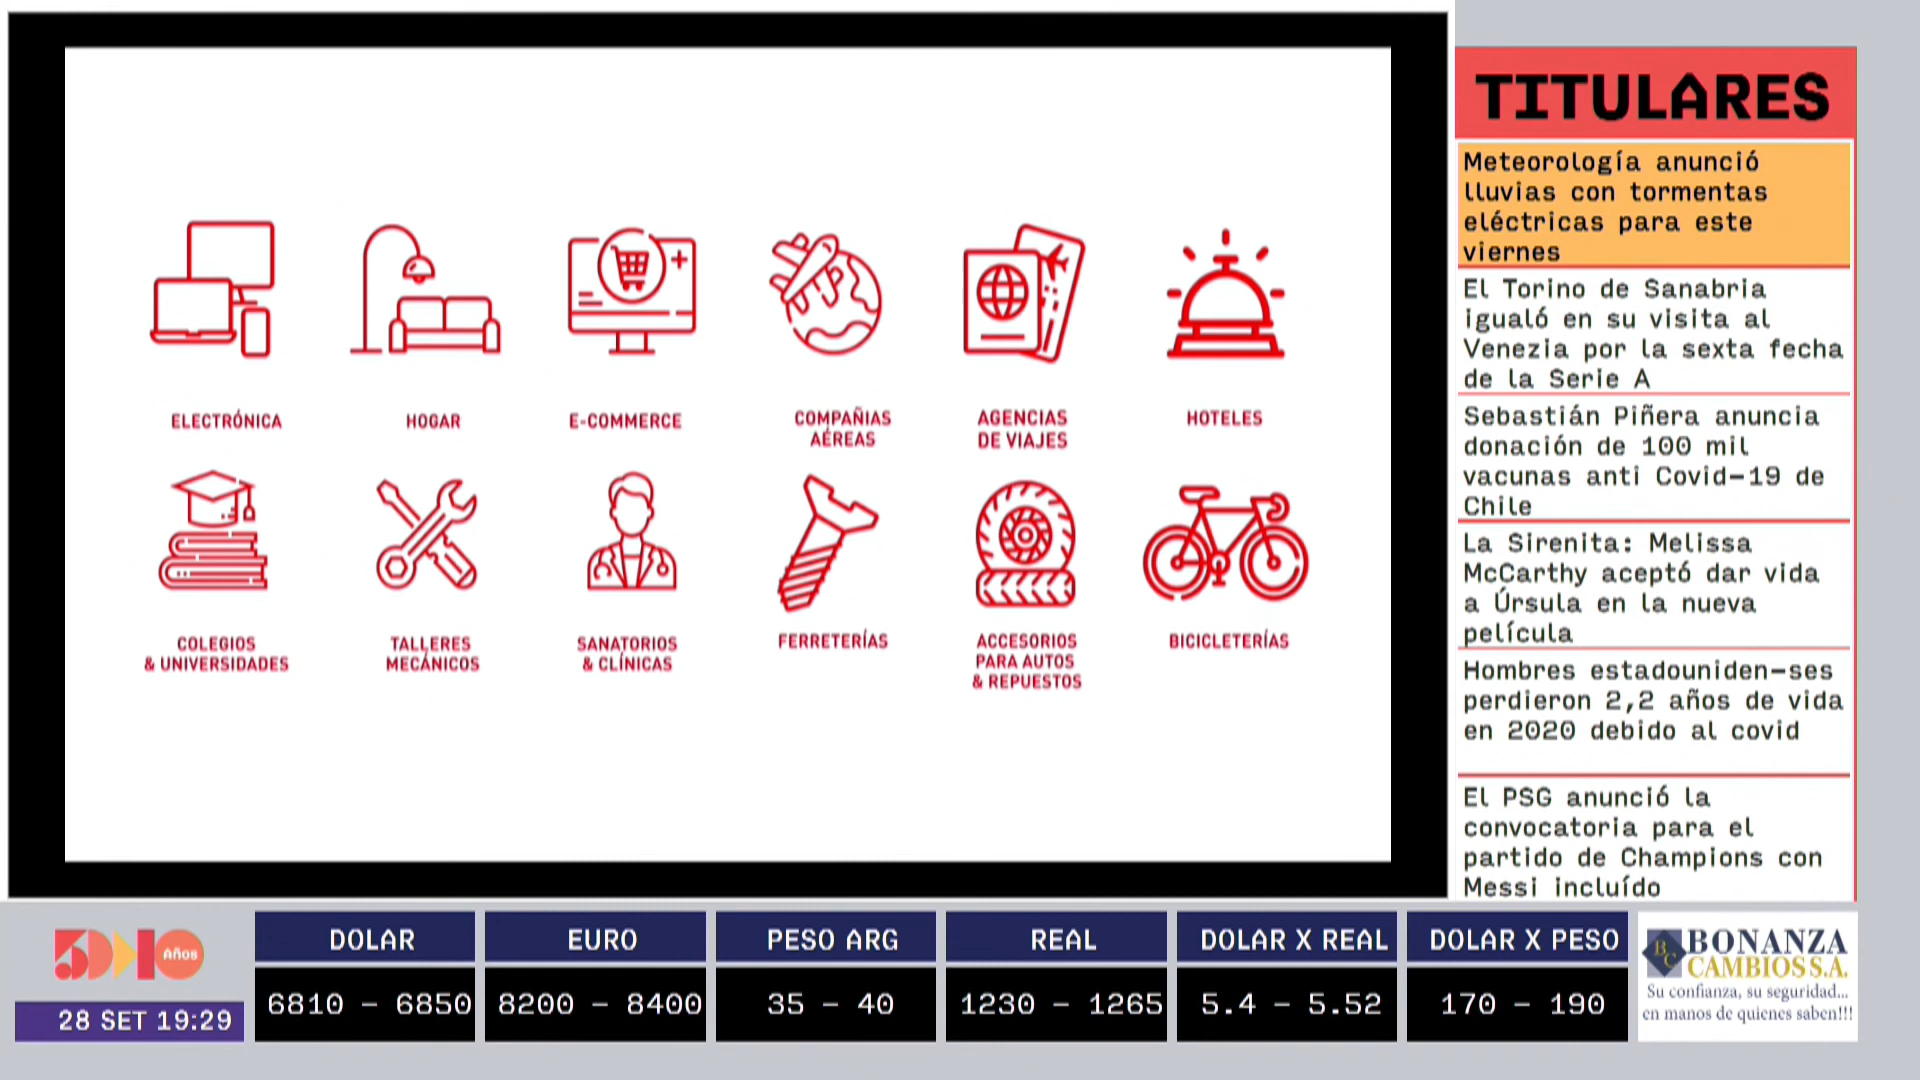 ELECTRÓNICA
HOGAR
E-COMMERCE
COMPAÑIAS
AÉREAS
AGENCIAS
DE VIAJES
HOTELES
COLEGIOS
& UNIVERSIDADES
TALLERES
MECÁNICOS
SANATORIOS
& CLÍNICAS
FERRETERÍAS
ACCESORIOS
PARA AUTOS
& REPUESTOS
BICICLETERÍAS
TITULARES
Meteorología anunció
lluvias con tormentas
eléctricas para este
viernes
El Torino de Sanabria
igualó en su visita al
Venezia por la sexta fecha
de la Serie A
Sebastián Piñera anuncia
donación de 100 mil
vacunas anti Covid-19 de
Chile
La Sirenita: Melissa
McCarthy aceptó dar vida
a Úrsula en la nueva
película
Hombres estadouniden-ses
perdieron 2,2 años de vida
en 2020 debido al covid
El PSG anunció la
convocatoria para el
partido de Champions con
Messi incluído
Años
28 SET 19:29
DOLAR
6810 - 6850
EURO
8200 - 8400
PESO ARG
35 - 40
REAL
1230 - 1265
DOLAR X REAL
5.4 - 5.52
DOLAR X PESO
170 - 190
BC
BONANZA
CAMBIOS S.A.
Su confianza, su seguridad...
en manos de quienes saben!!!